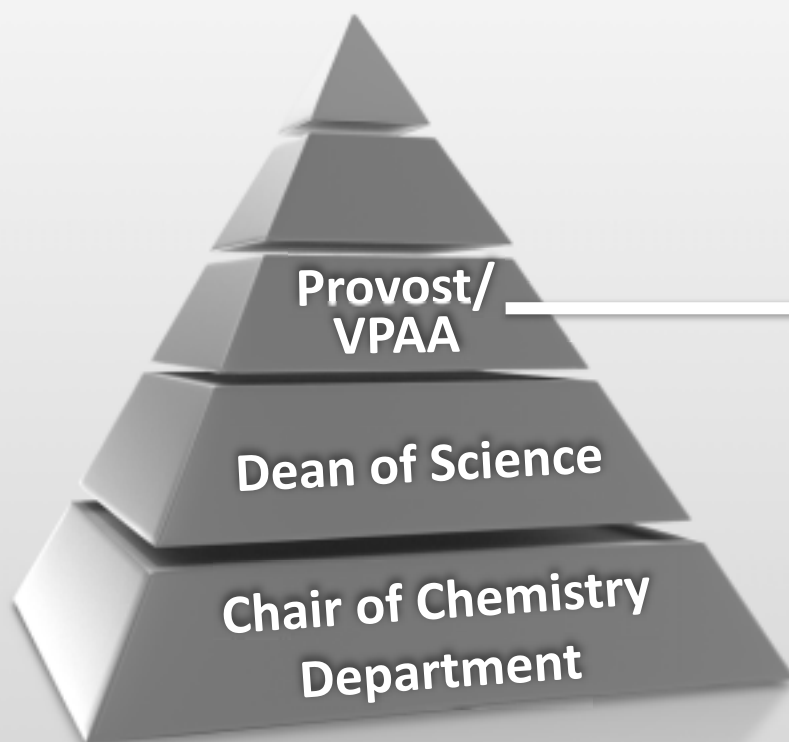 Provost/
VPAA
Dean of Science
Chair of Chemistry
Department